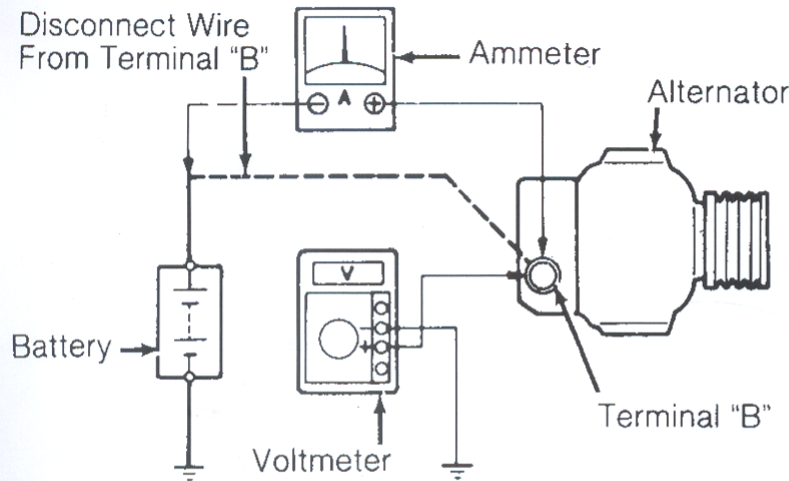 Disconnect Wire
From Terminal “B”
Ammeter
− A +
Alternator
V
− +
Battery
Voltmeter
Terminal “B”